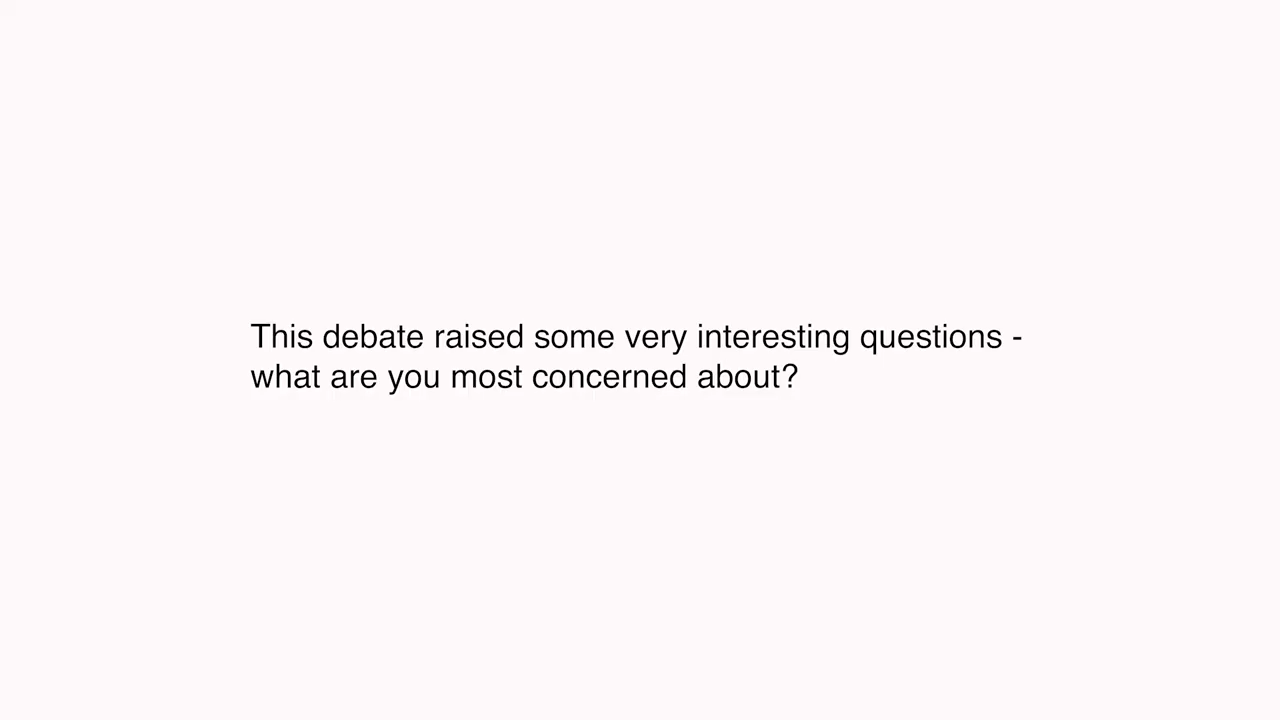 This debate raised some very interesting questions -
what are you most concerned about?